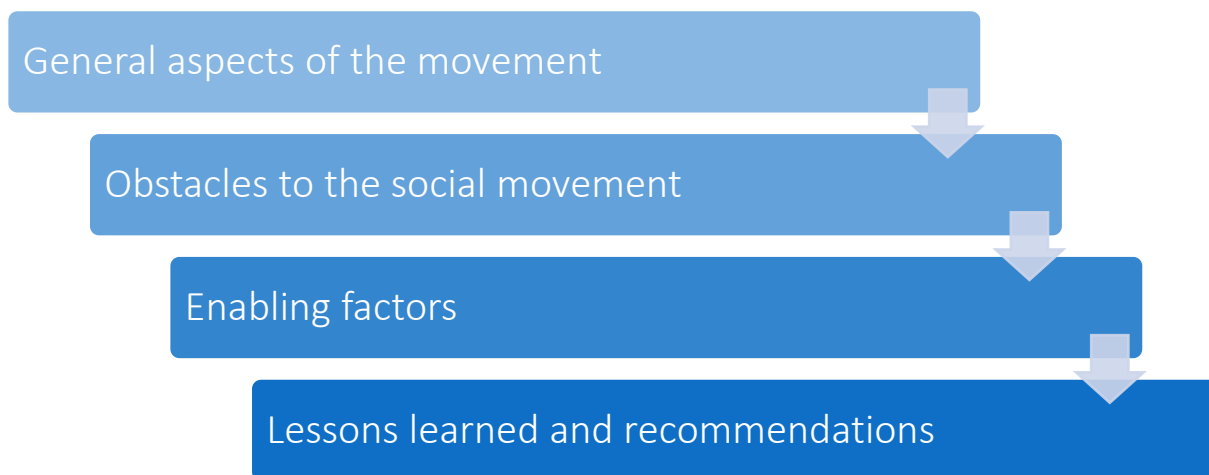 General aspects of the movement
Obstacles to the social movement
Enabling factors
Lessons learned and recommendations